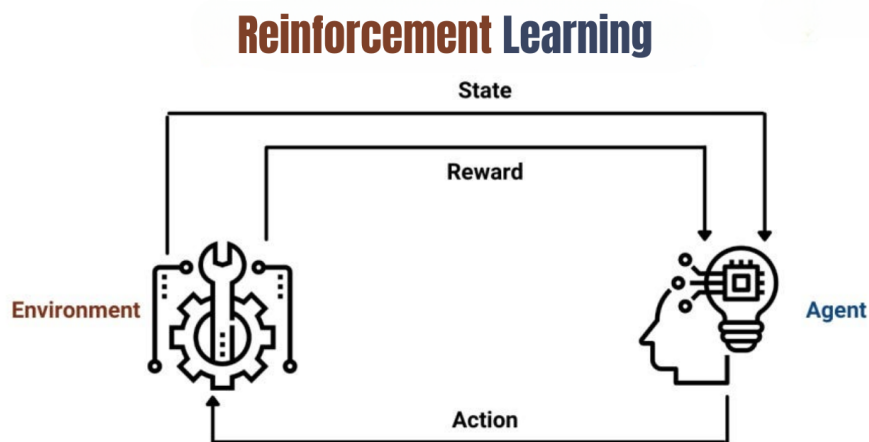 Reinforcement Learning
State
Reward
Environment
Agent
Action